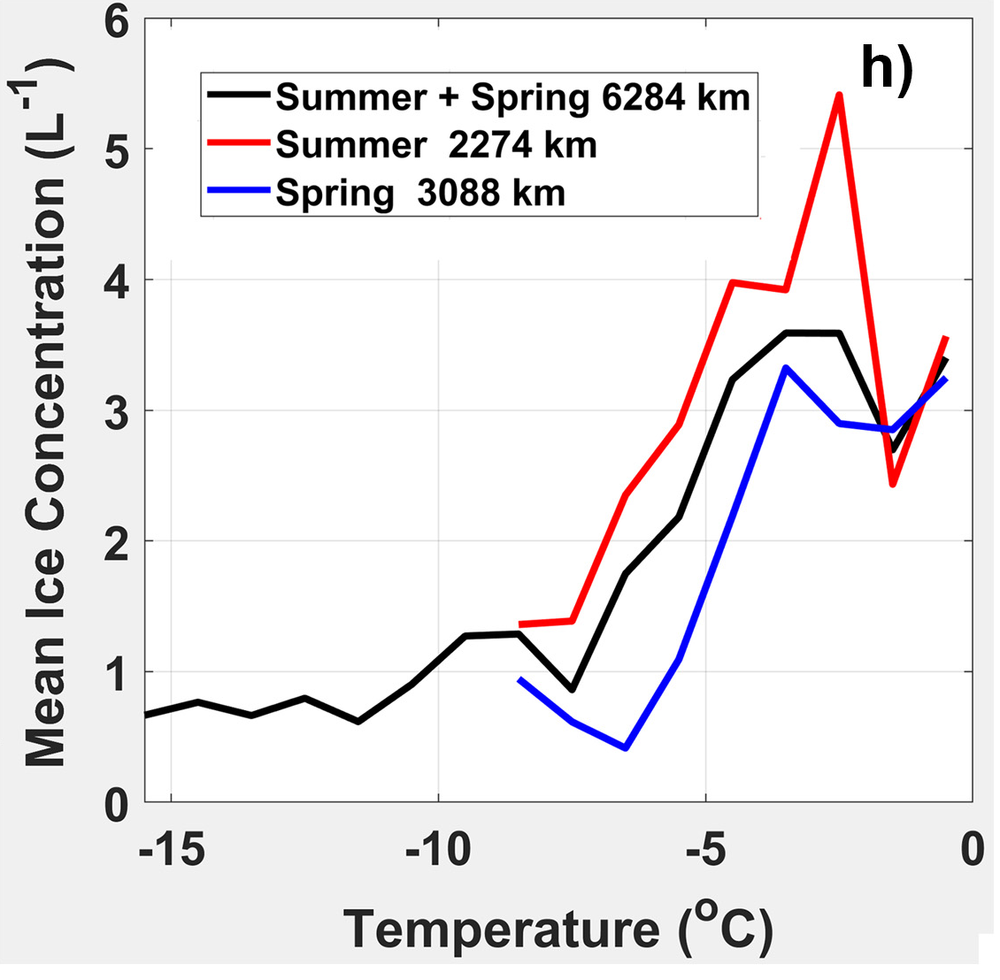 h)
Summer + Spring 6284 km
Summer 2274 km
Spring 3088 km
Mean Ice Concentration (L⁻¹)
6
5
4
3
2
1
0
-15 -10 -5 0
Temperature (°C)